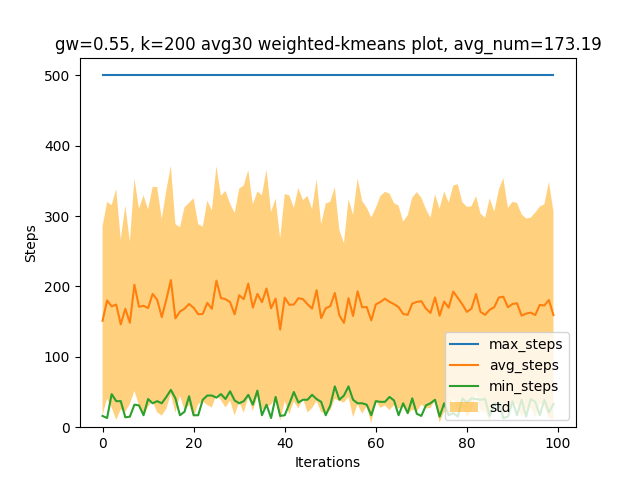 gw=0.55, k=200 avg30 weighted-kmeans plot, avg_num=173.19
500
400
300
200
100
0
Steps
0 20 40 60 80 100
Iterations
max_steps
avg_steps
min_steps
std